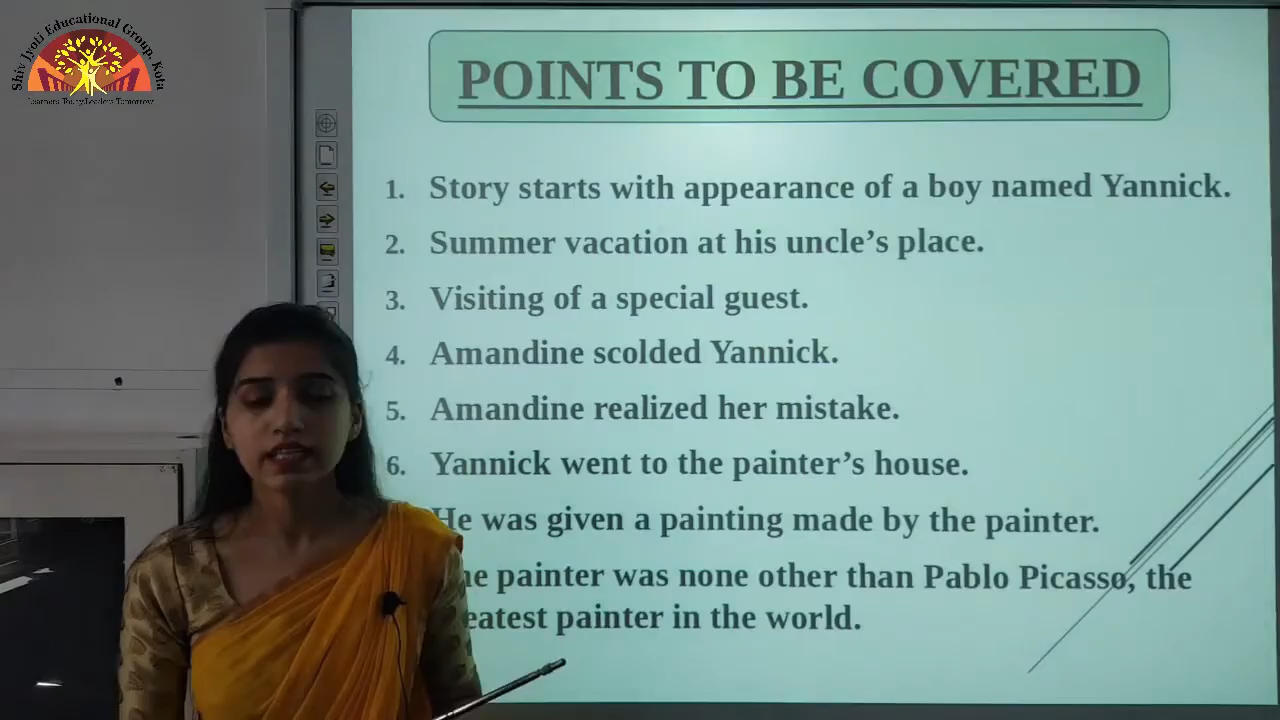 Shiv Jyoti Educational Group, Kota
POINTS TO BE COVERED
1. Story starts with appearance of a boy named Yannick.
2. Summer vacation at his uncle’s place.
3. Visiting of a special guest.
4. Amandine scolded Yannick.
5. Amandine realized her mistake.
6. Yannick went to the painter’s house.
He was given a painting made by the painter.
painter was none other than Pablo Picasso, the
painter in the world.